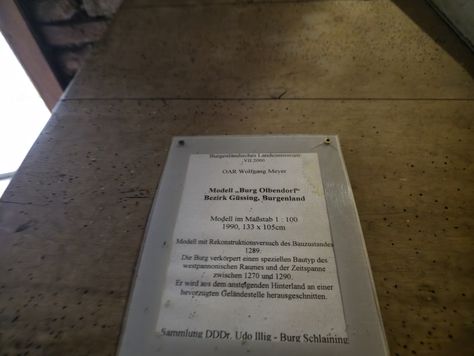 Burgenländisches Landesmuseum
VII/2000
OAR Wolfgang Meyer
Modell „Burg Olbendorf“
Bezirk Güssing, Burgenland
Modell im Maßstab 1 : 100
1990, 133 x 105cm
Modell mit Rekonstruktionsversuch des Bauzustandes
1289.
Die Burg verkörpert einen speziellen Bautyp des
westpannonischen Raumes und der Zeitspanne
zwischen 1270 und 1290.
Er wird aus dem ansteigenden Hinterland an einer
bevorzugten Geländestelle herausgeschnitten.
Sammlung DDDr. Udo Illig - Burg Schlaining